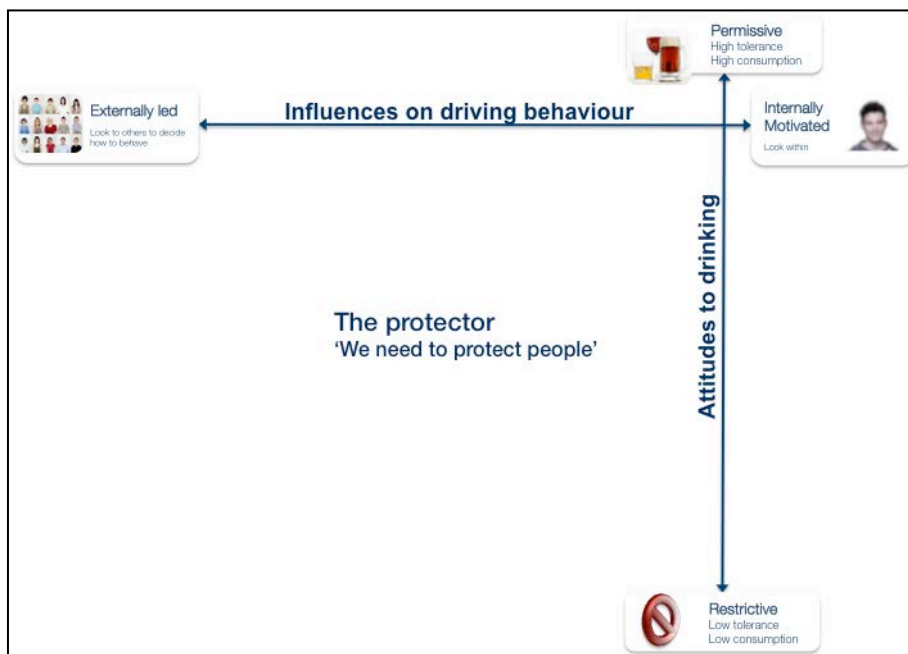 Permissive
High tolerance
High consumption
Externally led
Look to others to decide
how to behave
Influences on driving behaviour
Internally
Motivated
Look within
Attitudes to drinking
The protector
‘We need to protect people’
Restrictive
Low tolerance
Low consumption